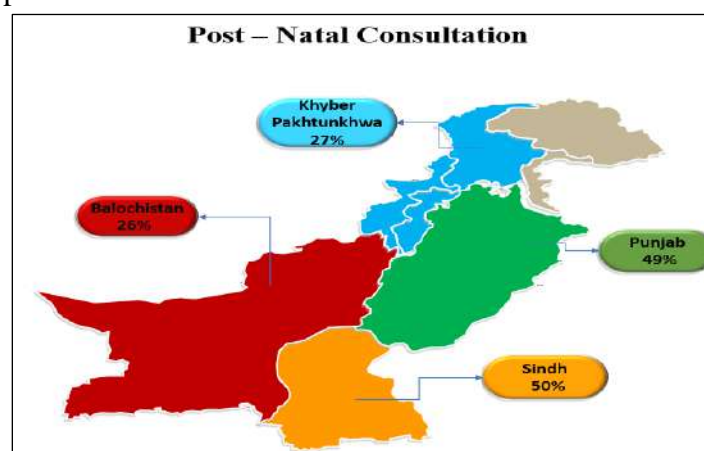 Post – Natal Consultation
Khyber
Pakhtunkhwa
27%
Balochistan
26%
Punjab
49%
Sindh
50%